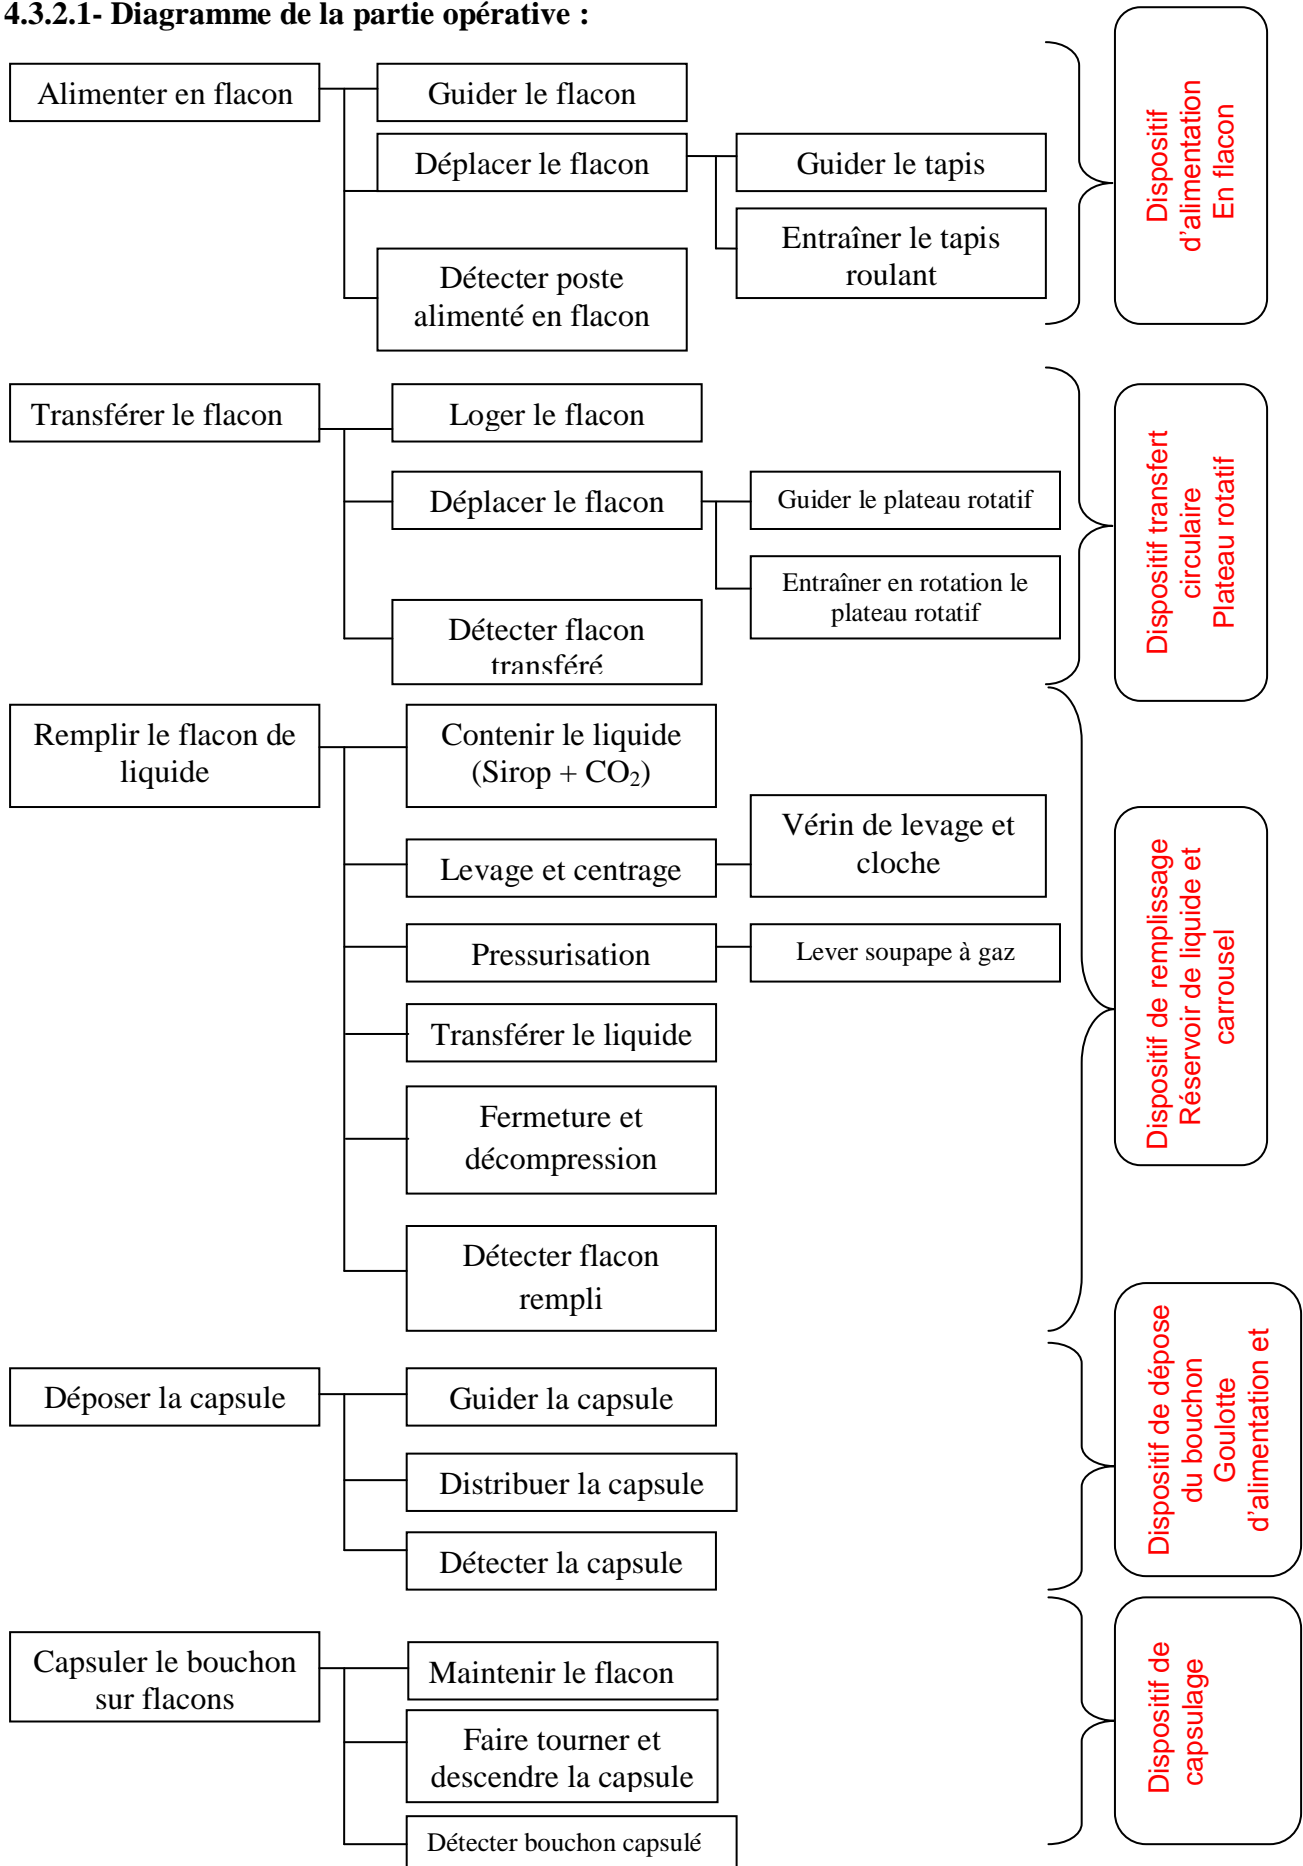 4.3.2.1- Diagramme de la partie opérative :
Alimenter en flacon
Guider le flacon
Déplacer le flacon
Guider le tapis
Entraîner le tapis
roulant
Détecter poste
alimenté en flacon
Dispositif
d’alimentation
En flacon
Transférer le flacon
Loger le flacon
Déplacer le flacon
Guider le plateau rotatif
Entraîner en rotation le
plateau rotatif
Détecter flacon
transféré
Dispositif transfert
circulaire
Plateau rotatif
Remplir le flacon de
liquide
Contenir le liquide
(Sirop + CO₂)
Levage et centrage
Vérin de levage et
cloche
Pressurisation
Lever soupape à gaz
Transférer le liquide
Fermeture et
décompression
Détecter flacon
rempli
Dispositif de remplissage
Réservoir de liquide et
carrousel
Déposer la capsule
Guider la capsule
Distribuer la capsule
Détecter la capsule
Dispositif de dépose
du bouchon
Goulotte
d’alimentation et
Capsuler le bouchon
sur flacons
Maintenir le flacon
Faire tourner et
descendre la capsule
Détecter bouchon capsulé
Dispositif de
capsulage